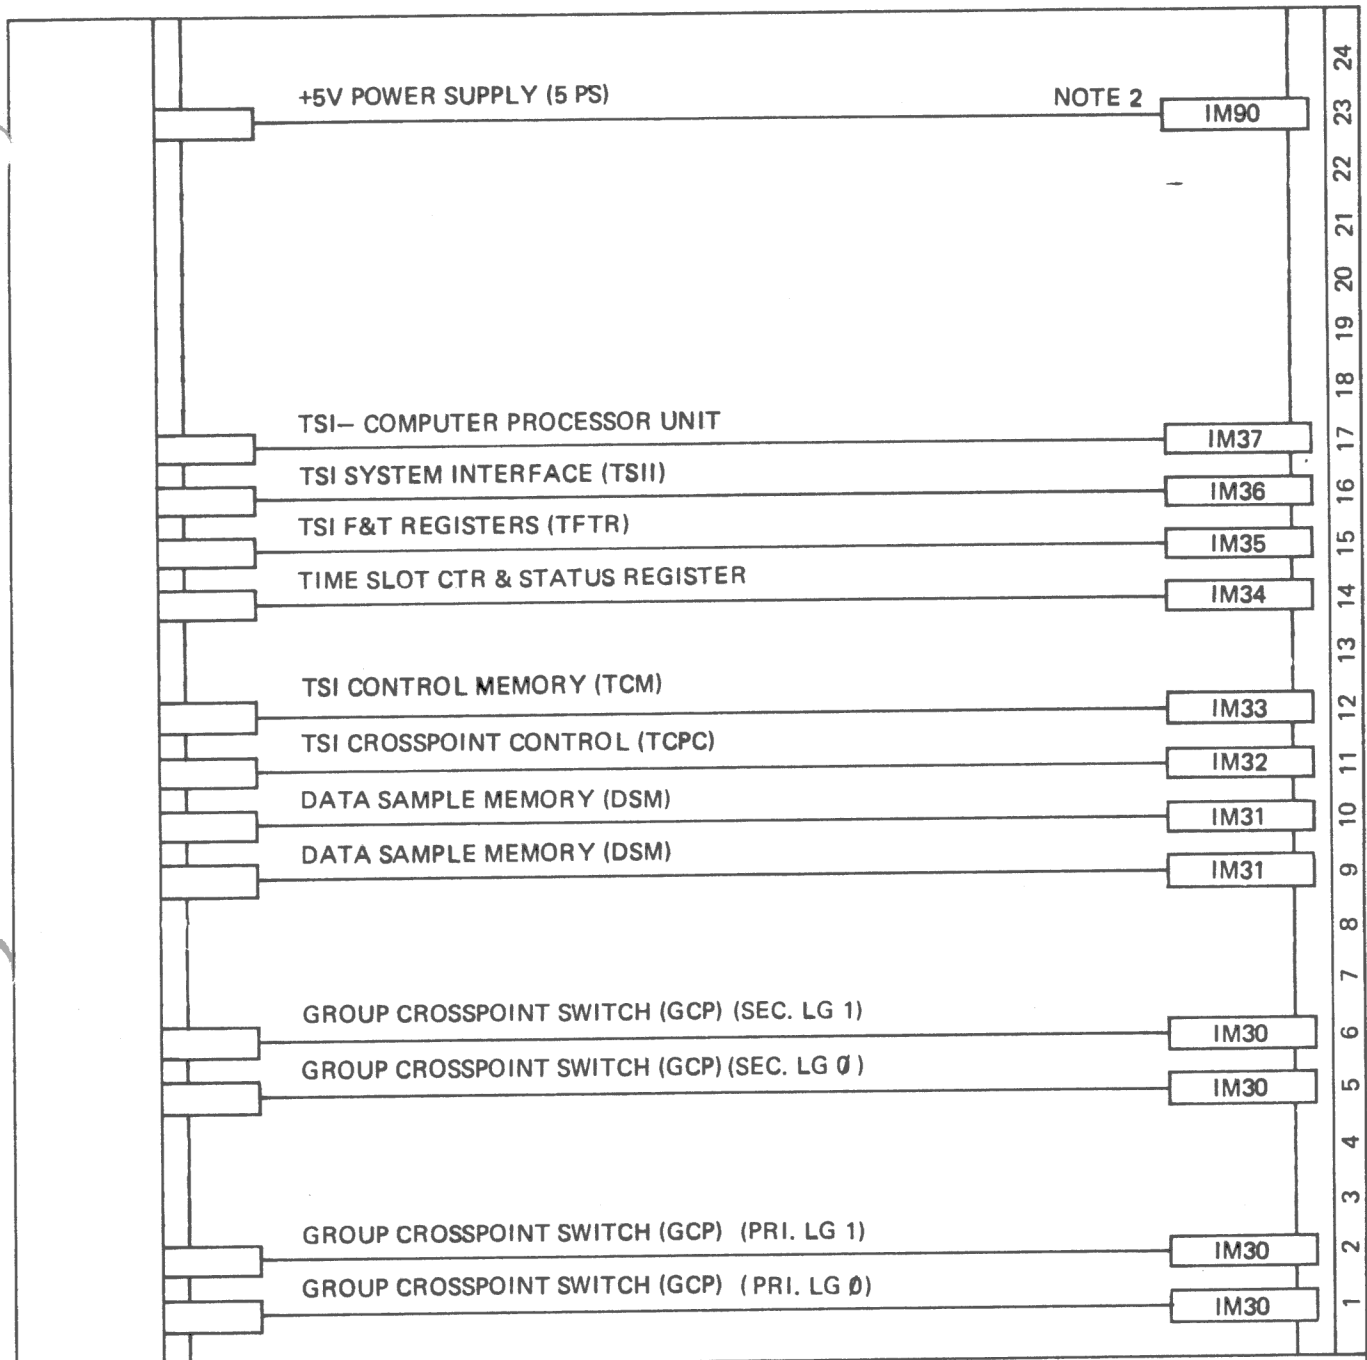 24
+5V POWER SUPPLY (5 PS) NOTE 2 IM90 23
22
21
20
19
18
TSI– COMPUTER PROCESSOR UNIT IM37 17
TSI SYSTEM INTERFACE (TSII) IM36 16
TSI F&T REGISTERS (TFTR) IM35 15
TIME SLOT CTR & STATUS REGISTER IM34 14
13
TSI CONTROL MEMORY (TCM) IM33 12
TSI CROSSPOINT CONTROL (TCPC) IM32 11
DATA SAMPLE MEMORY (DSM) IM31 10
DATA SAMPLE MEMORY (DSM) IM31 9
8
7
GROUP CROSSPOINT SWITCH (GCP) (SEC. LG 1) IM30 6
GROUP CROSSPOINT SWITCH (GCP) (SEC. LG Ø) IM30 5
4
3
GROUP CROSSPOINT SWITCH (GCP) (PRI. LG 1) IM30 2
GROUP CROSSPOINT SWITCH (GCP) (PRI. LG Ø) IM30 1